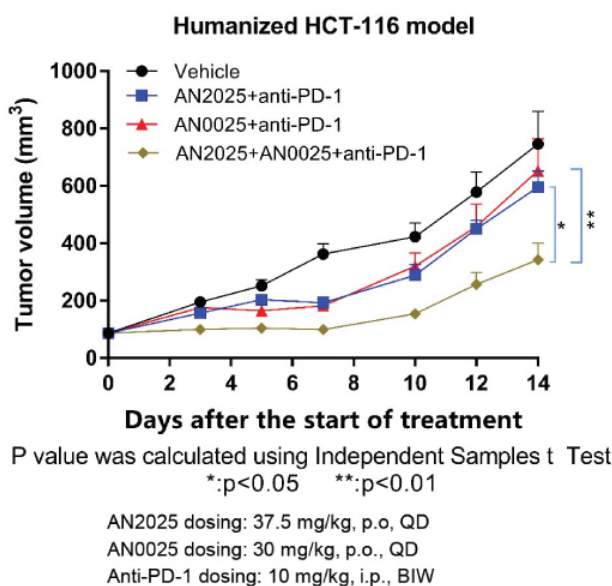 Humanized HCT-116 model
Vehicle
AN2025+anti-PD-1
AN0025+anti-PD-1
AN2025+AN0025+anti-PD-1
Tumor volume (mm³)
1000
800
600
400
200
0
*
**
0 2 4 6 8 10 12 14
Days after the start of treatment
P value was calculated using Independent Samples t Test
*:p<0.05 **:p<0.01
AN2025 dosing: 37.5 mg/kg, p.o, QD
AN0025 dosing: 30 mg/kg, p.o., QD
Anti-PD-1 dosing: 10 mg/kg, i.p., BIW